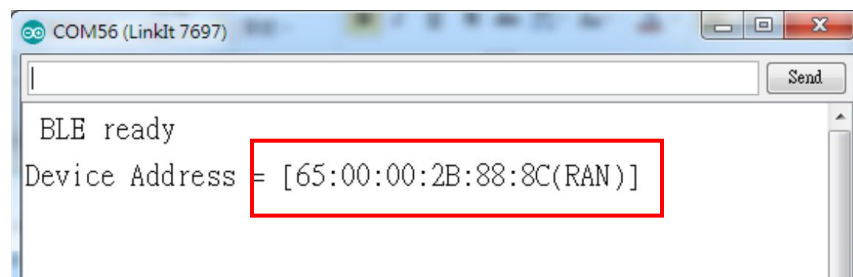 COM56 (LinkIt 7697)
Send
BLE ready
Device Address = [65:00:00:2B:88:8C(RAN)]